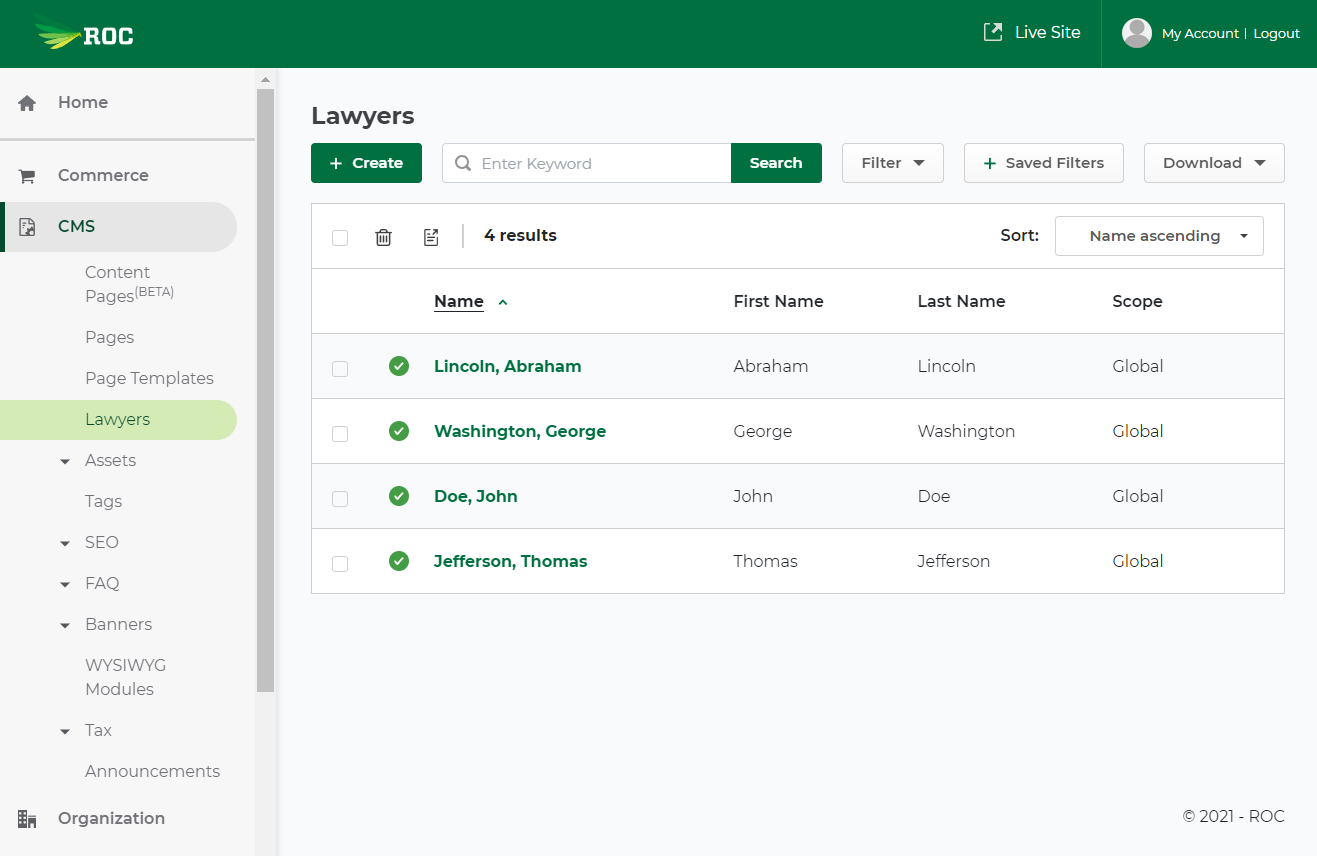 ROC
Live Site
My Account | Logout
Home
Commerce
CMS
Content
Pages(BETA)
Pages
Page Templates
Lawyers
Assets
Tags
SEO
FAQ
Banners
WYSIWYG
Modules
Tax
Announcements
Organization
Lawyers
+ Create
Enter Keyword
Search
Filter
+ Saved Filters
Download
4 results
Sort: Name ascending
Name First Name Last Name Scope
Lincoln, Abraham Abraham Lincoln Global
Washington, George George Washington Global
Doe, John John Doe Global
Jefferson, Thomas Thomas Jefferson Global
© 2021 - ROC